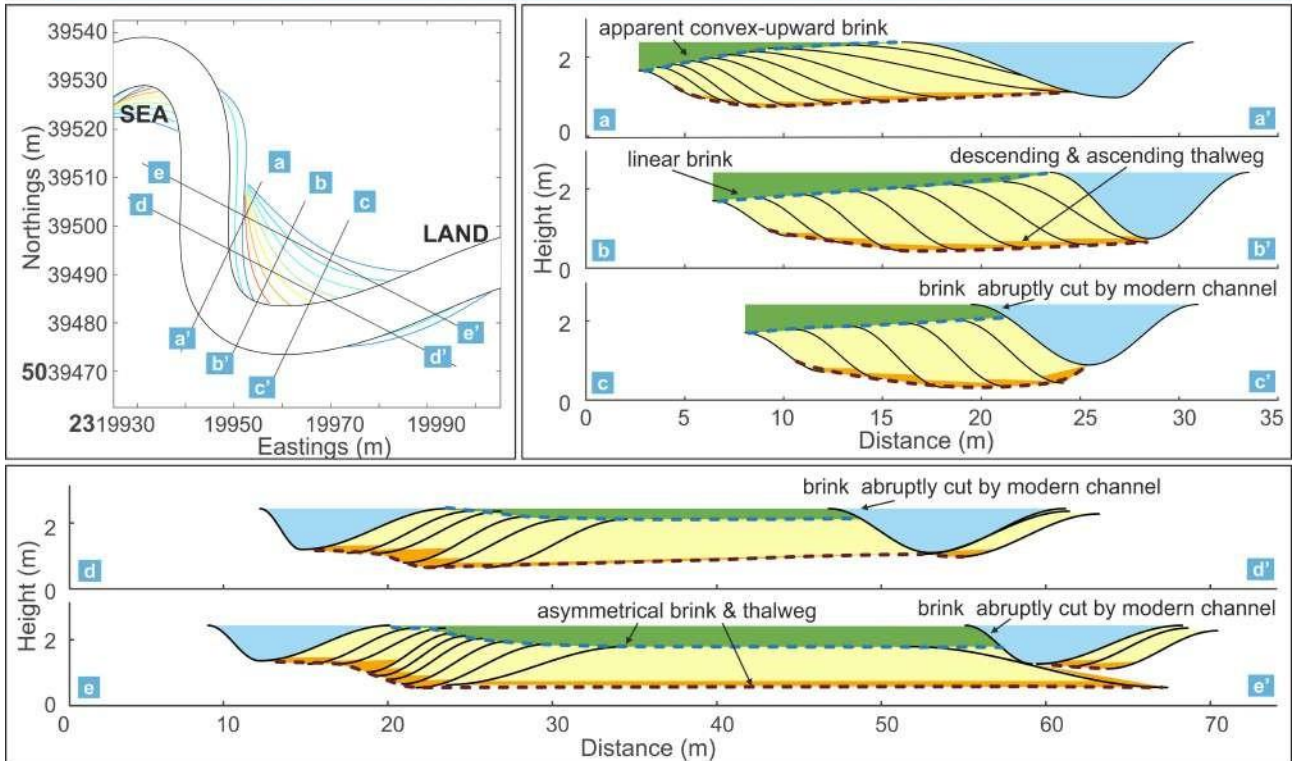 39540
39530
39520
39510
39500
39490
39480
5039470
Northings (m)
SEA
LAND
a
b
c
e
d
a'
b'
c'
d'
e'
2319930 19950 19970 19990
Eastings (m)
apparent convex-upward brink
2
0
a
a'
linear brink
descending & ascending thalweg
2
0
b
b'
brink abruptly cut by modern channel
2
0
c
c'
Height (m)
0 5 10 15 20 25 30 35
Distance (m)
brink abruptly cut by modern channel
2
0
d
d'
asymmetrical brink & thalweg
brink abruptly cut by modern channel
2
0
e
e'
Height (m)
0 10 20 30 40 50 60 70
Distance (m)